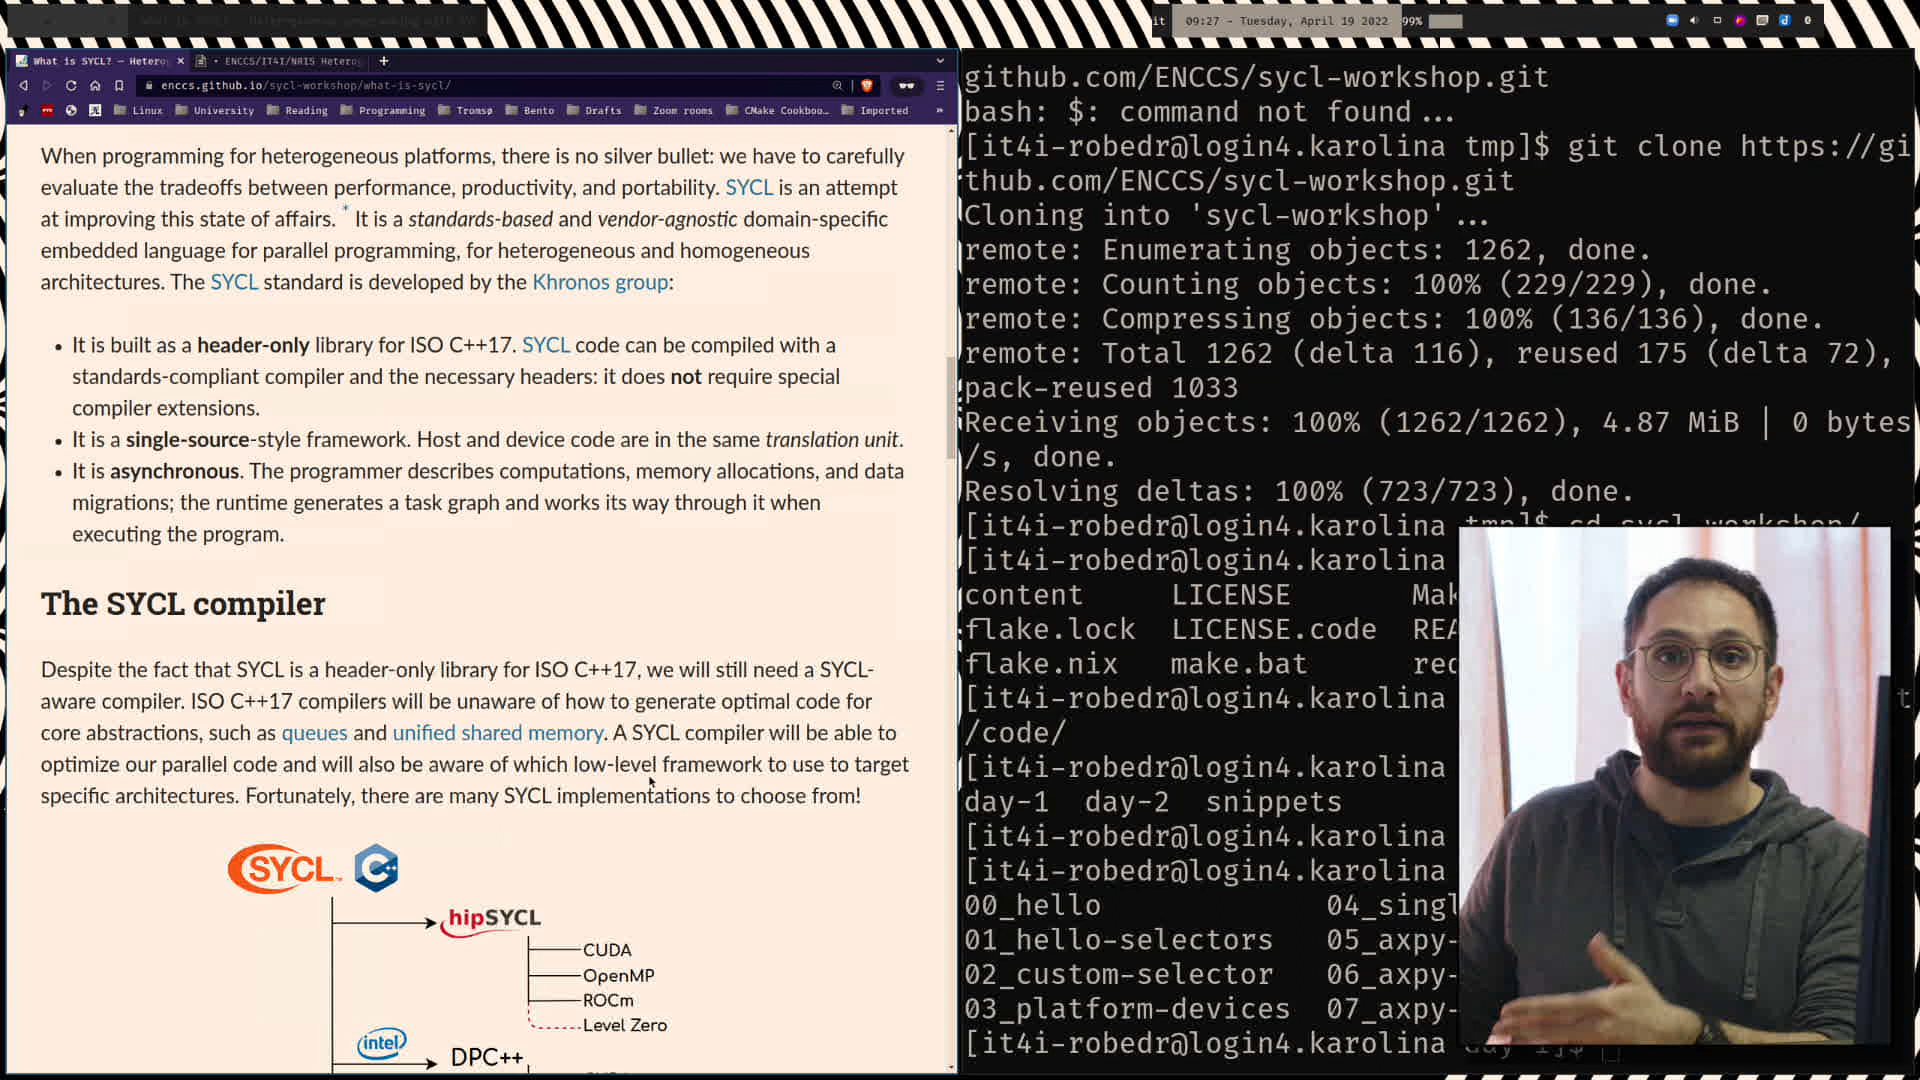 it 09:27 - Tuesday, April 19 2022 99%
What is SYCL? — Heterog × ENCCS/IT4I/NRIS Heterog +
enccs.github.io/sycl-workshop/what-is-sycl/
Linux University Reading Programming Tromsø Bento Drafts Zoom rooms CMake Cookboo… Imported »
When programming for heterogeneous platforms, there is no silver bullet: we have to carefully
evaluate the tradeoffs between performance, productivity, and portability. SYCL is an attempt
at improving this state of affairs. * It is a standards-based and vendor-agnostic domain-specific
embedded language for parallel programming, for heterogeneous and homogeneous
architectures. The SYCL standard is developed by the Khronos group:
• It is built as a header-only library for ISO C++17. SYCL code can be compiled with a
standards-compliant compiler and the necessary headers: it does not require special
compiler extensions.
• It is a single-source-style framework. Host and device code are in the same translation unit.
• It is asynchronous. The programmer describes computations, memory allocations, and data
migrations; the runtime generates a task graph and works its way through it when
executing the program.
The SYCL compiler
Despite the fact that SYCL is a header-only library for ISO C++17, we will still need a SYCL-
aware compiler. ISO C++17 compilers will be unaware of how to generate optimal code for
core abstractions, such as queues and unified shared memory. A SYCL compiler will be able to
optimize our parallel code and will also be aware of which low-level framework to use to target
specific architectures. Fortunately, there are many SYCL implementations to choose from!
SYCL™ C++
hipSYCL
CUDA
OpenMP
ROCm
Level Zero
intel
DPC++
github.com/ENCCS/sycl-workshop.git
bash: $: command not found...
[it4i-robedr@login4.karolina tmp]$ git clone https://gi
thub.com/ENCCS/sycl-workshop.git
Cloning into 'sycl-workshop'...
remote: Enumerating objects: 1262, done.
remote: Counting objects: 100% (229/229), done.
remote: Compressing objects: 100% (136/136), done.
remote: Total 1262 (delta 116), reused 175 (delta 72),
pack-reused 1033
Receiving objects: 100% (1262/1262), 4.87 MiB | 0 bytes
/s, done.
Resolving deltas: 100% (723/723), done.
[it4i-robedr@login4.karolina tmp]$ cd sycl-workshop/
[it4i-robedr@login4.karolina
content LICENSE Mak
flake.lock LICENSE.code REA
flake.nix make.bat req
[it4i-robedr@login4.karolina t
/code/
[it4i-robedr@login4.karolina
day-1 day-2 snippets
[it4i-robedr@login4.karolina
[it4i-robedr@login4.karolina
00_hello 04_singl
01_hello-selectors 05_axpy-
02_custom-selector 06_axpy-
03_platform-devices 07_axpy-
[it4i-robedr@login4.karolina day-1]$